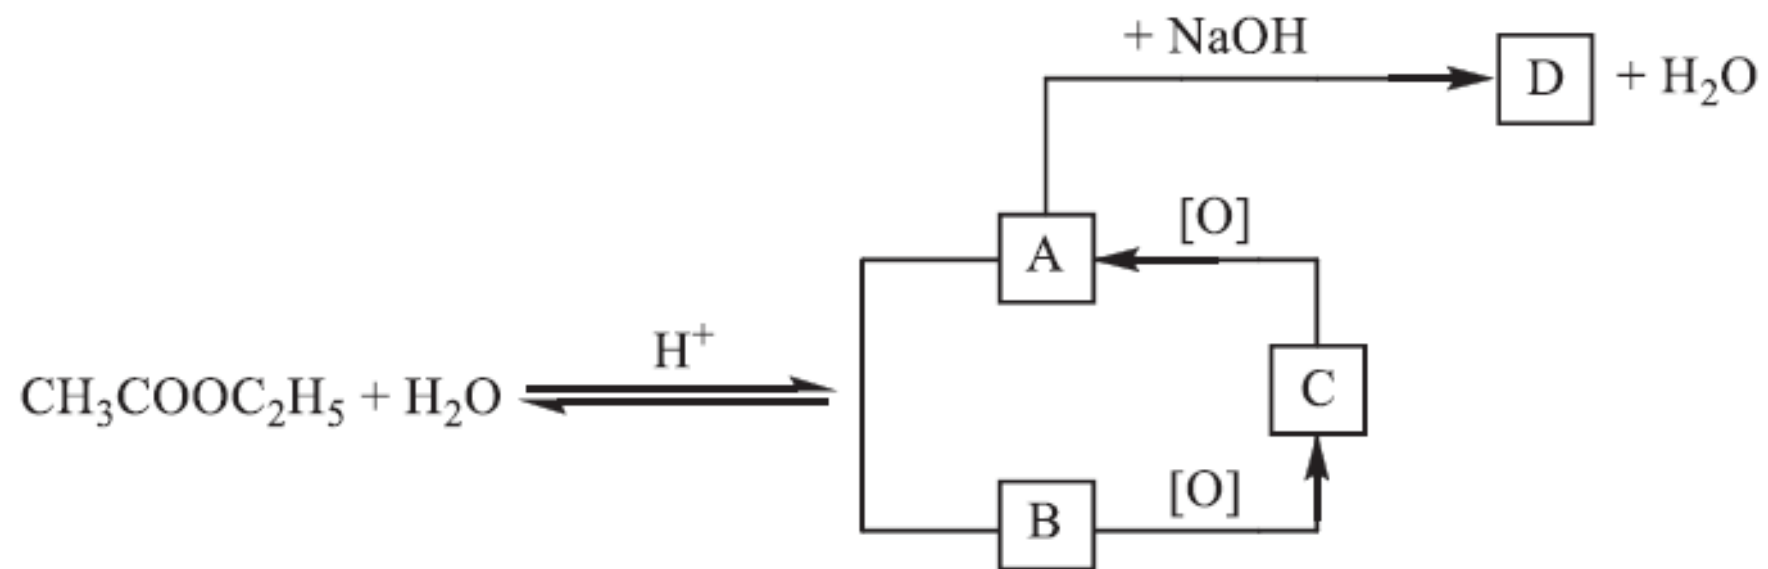 + NaOH
D + H₂O
A [O]
H⁺
CH₃COOC₂H₅ + H₂O
C
B [O]